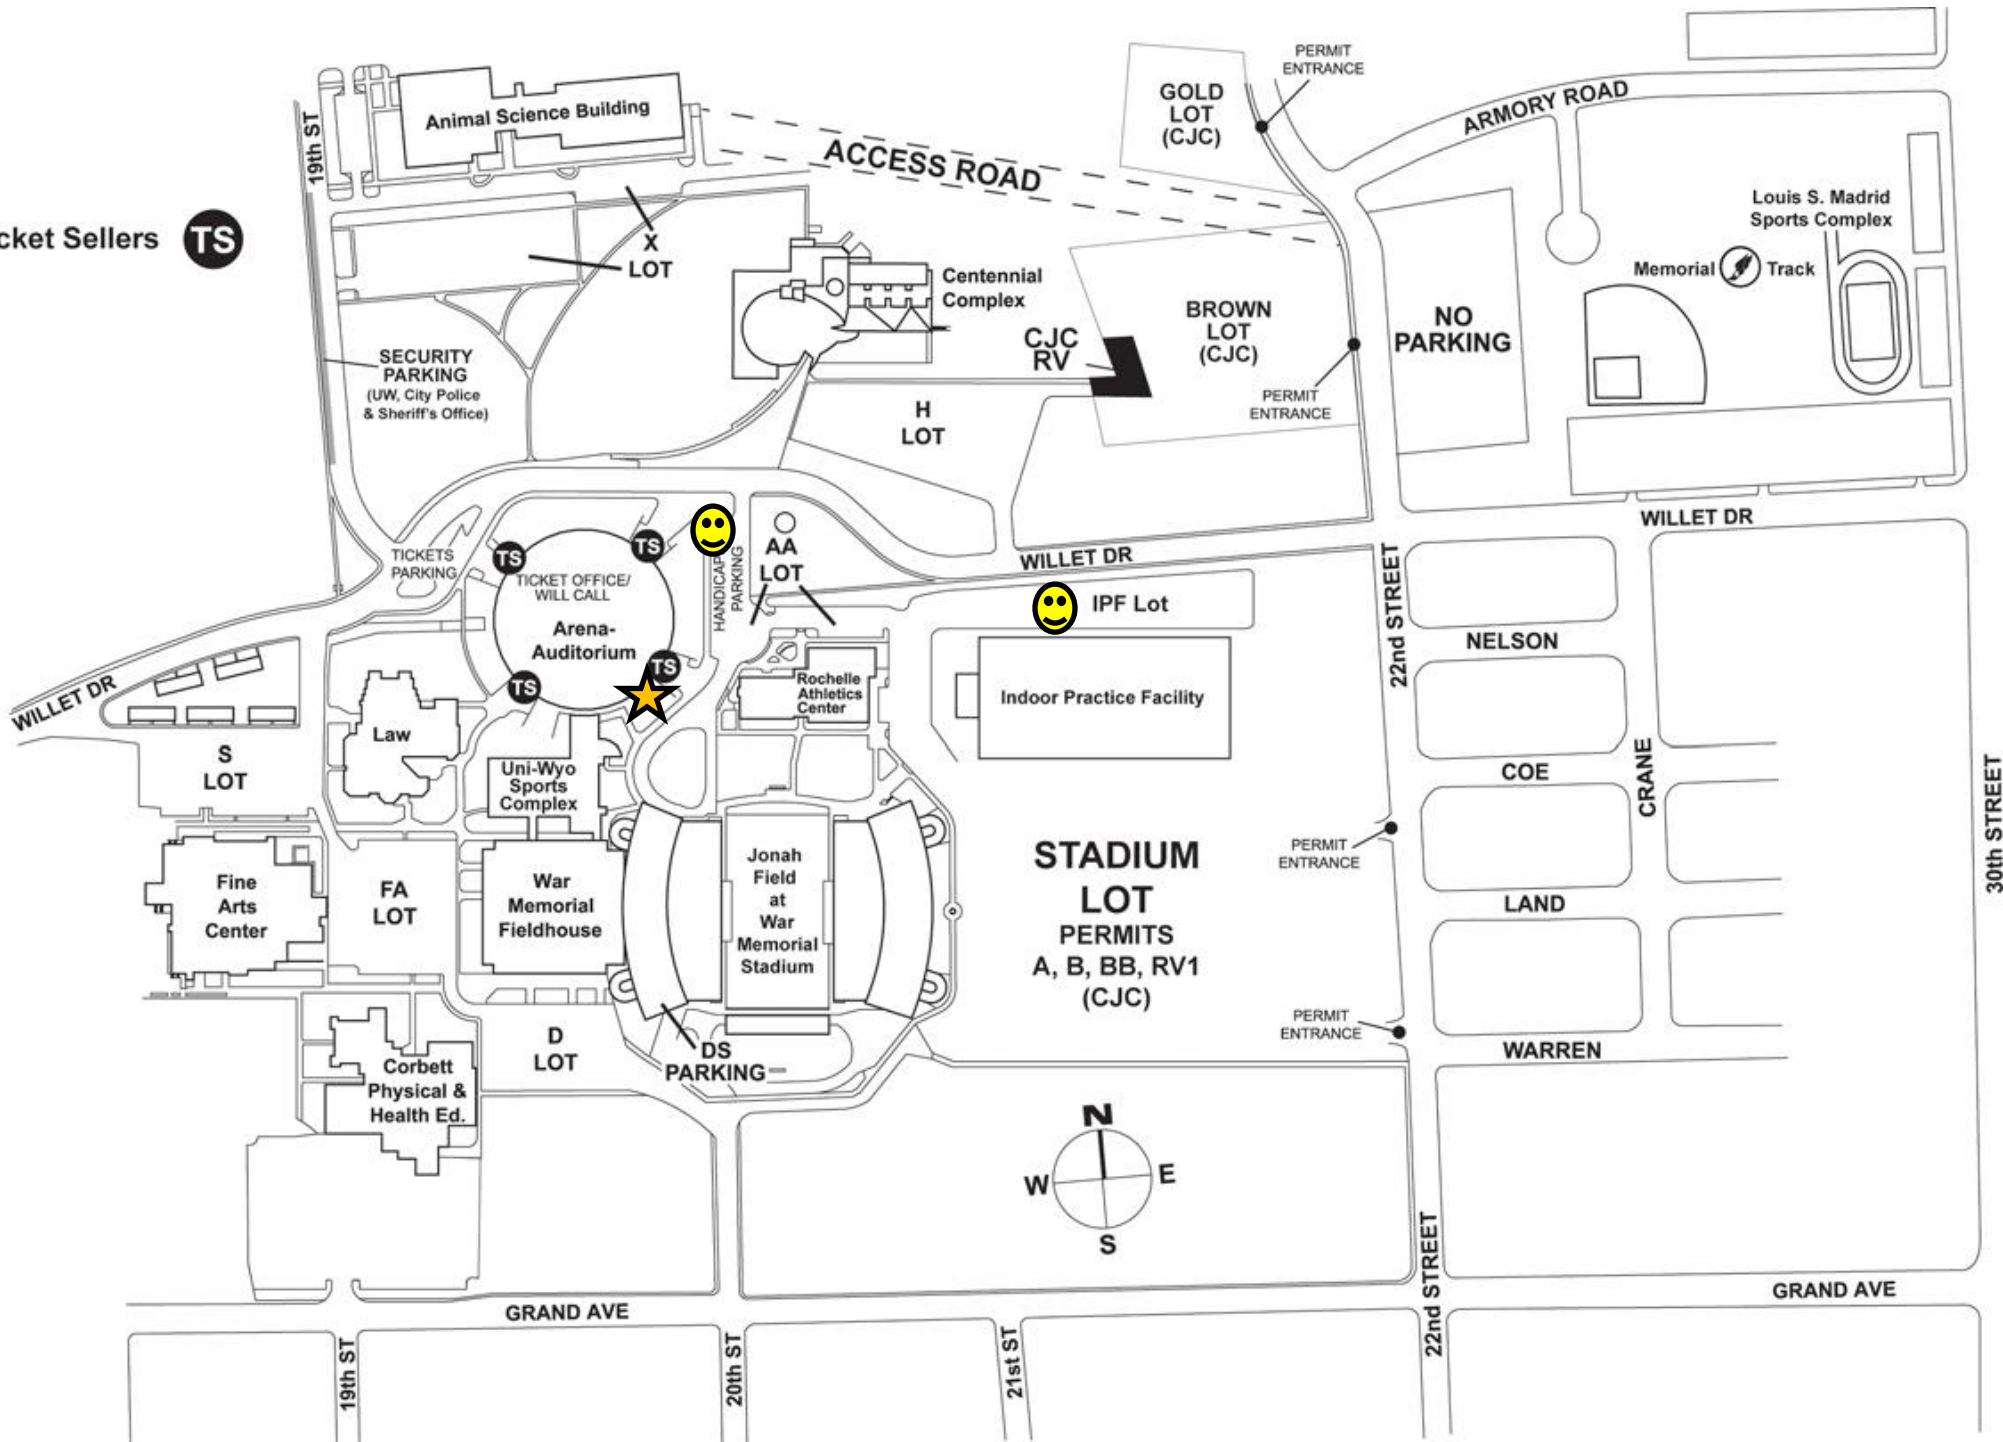 PERMIT
ENTRANCE
GOLD
LOT
(CJC)
ARMORY ROAD
Animal Science Building
19th ST
ACCESS ROAD
Louis S. Madrid
Sports Complex
cket Sellers TS
X
LOT
Memorial Track
Centennial
Complex
BROWN
LOT
(CJC)
NO
PARKING
CJC
RV
SECURITY
PARKING
(UW, City Police
& Sheriff's Office)
PERMIT
ENTRANCE
H
LOT
WILLET DR
TICKETS
PARKING
TS
TS
AA
LOT
WILLET DR
TICKET OFFICE/
WILL CALL
HANDICAP
PARKING
22nd STREET
IPF Lot
Arena-
Auditorium
NELSON
TS
TS
WILLET DR
Rochelle
Athletics
Center
Indoor Practice Facility
Law
S
LOT
Uni-Wyo
Sports
Complex
COE
CRANE
30th STREET
PERMIT
ENTRANCE
STADIUM
LOT
PERMITS
A, B, BB, RV1
(CJC)
Jonah
Field
at
War
Memorial
Stadium
Fine
Arts
Center
FA
LOT
War
Memorial
Fieldhouse
LAND
PERMIT
ENTRANCE
D
LOT
DS
PARKING
WARREN
Corbett
Physical &
Health Ed.
N
W
E
S
22nd STREET
GRAND AVE
GRAND AVE
19th ST
20th ST
21st ST